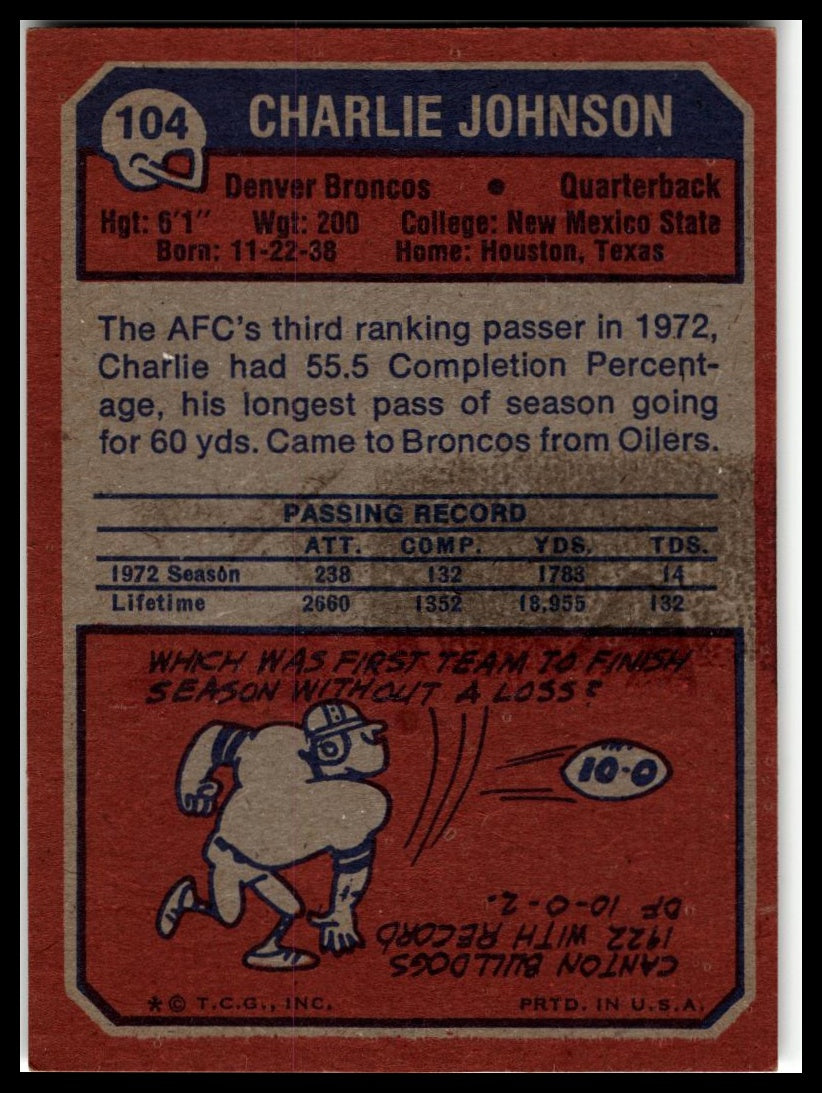 104
CHARLIE JOHNSON
Denver Broncos • Quarterback
Hgt: 6'1" Wgt: 200 College: New Mexico State
Born: 11-22-38 Home: Houston, Texas
The AFC's third ranking passer in 1972,
Charlie had 55.5 Completion Percent-
age, his longest pass of season going
for 60 yds. Came to Broncos from Oilers.
PASSING RECORD
ATT. COMP. YDS. TDS.
1972 Season 238 132 1783 14
Lifetime 2660 1352 18,955 132
WHICH WAS FIRST TEAM TO FINISH
SEASON WITHOUT A LOSS?
10-0
CANTON BULLDOGS
1922 WITH RECORD
OF 10-0-2.
* © T.C.G., INC. PRTD. IN U.S.A.